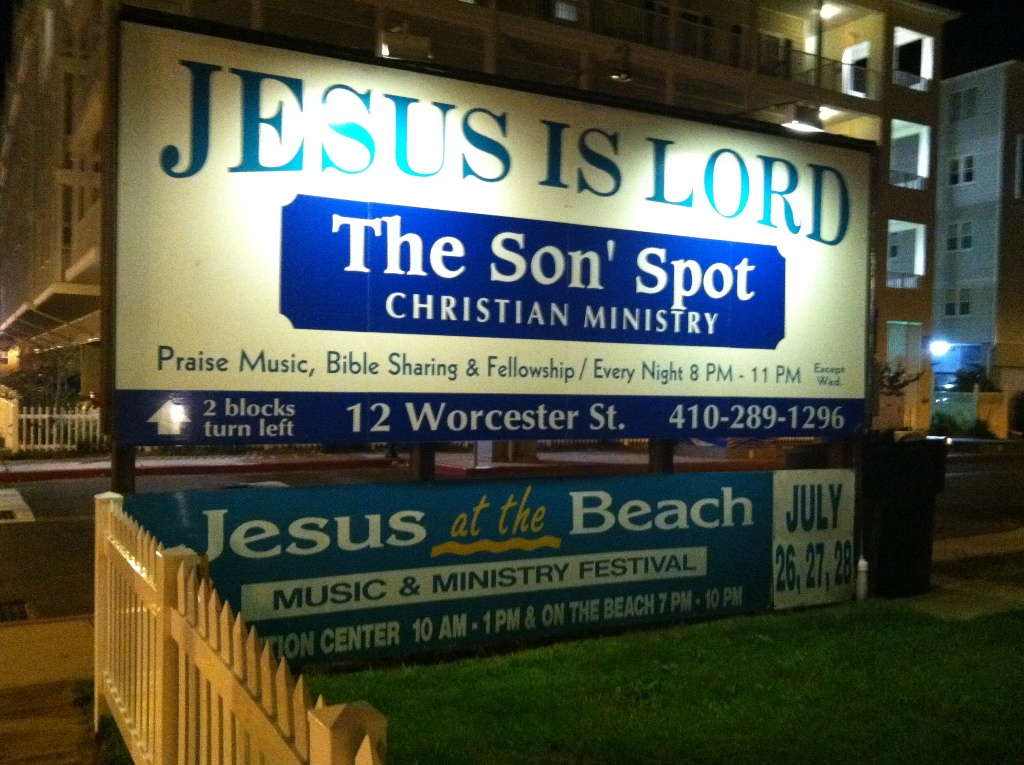 JESUS IS LORD
The Son' Spot
CHRISTIAN MINISTRY
Praise Music, Bible Sharing & Fellowship / Every Night 8 PM - 11 PM Except Wed.
2 blocks
turn left
12 Worcester St. 410-289-1296
Jesus at the Beach
MUSIC & MINISTRY FESTIVAL
10 AM - 1 PM & ON THE BEACH 7 PM - 10 PM
CENTER
JULY
26, 27, 28